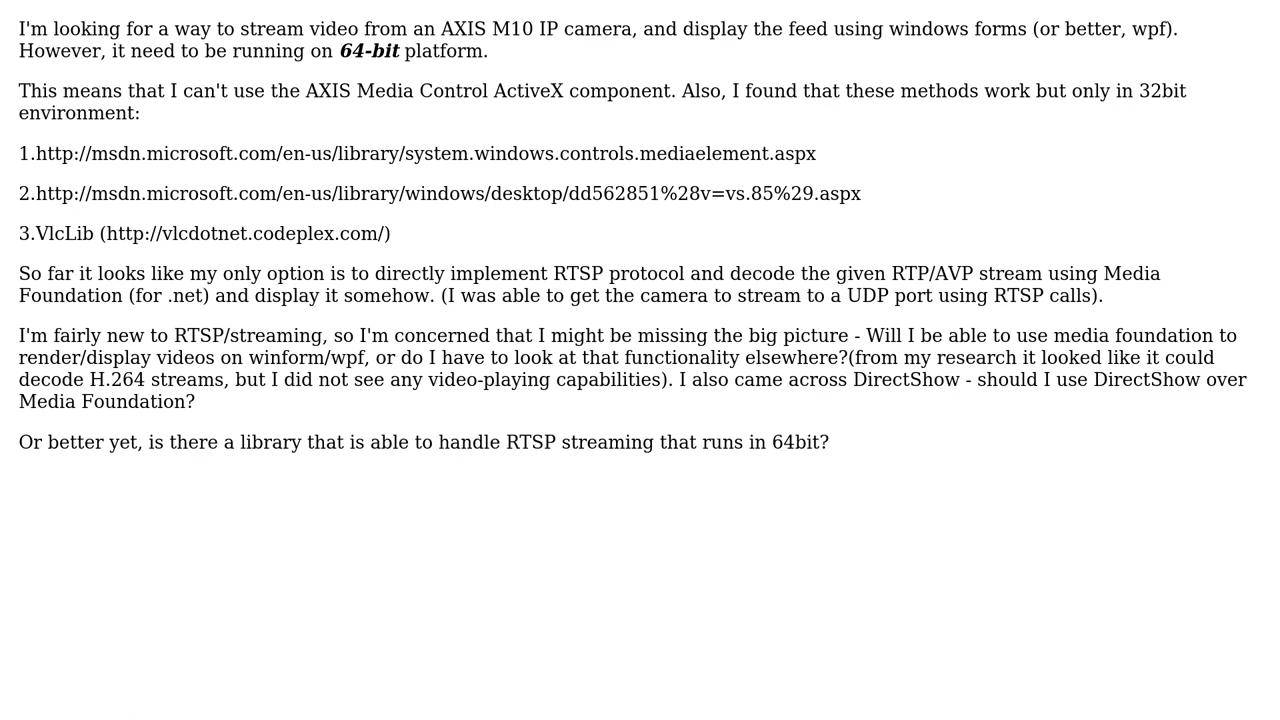 I'm looking for a way to stream video from an AXIS M10 IP camera, and display the feed using windows forms (or better, wpf).
However, it need to be running on 64-bit platform.
This means that I can't use the AXIS Media Control ActiveX component. Also, I found that these methods work but only in 32bit
environment:
1.http://msdn.microsoft.com/en-us/library/system.windows.controls.mediaelement.aspx
2.http://msdn.microsoft.com/en-us/library/windows/desktop/dd562851%28v=vs.85%29.aspx
3.VlcLib (http://vlcdotnet.codeplex.com/)
So far it looks like my only option is to directly implement RTSP protocol and decode the given RTP/AVP stream using Media
Foundation (for .net) and display it somehow. (I was able to get the camera to stream to a UDP port using RTSP calls).
I'm fairly new to RTSP/streaming, so I'm concerned that I might be missing the big picture - Will I be able to use media foundation to
render/display videos on winform/wpf, or do I have to look at that functionality elsewhere?(from my research it looked like it could
decode H.264 streams, but I did not see any video-playing capabilities). I also came across DirectShow - should I use DirectShow over
Media Foundation?
Or better yet, is there a library that is able to handle RTSP streaming that runs in 64bit?